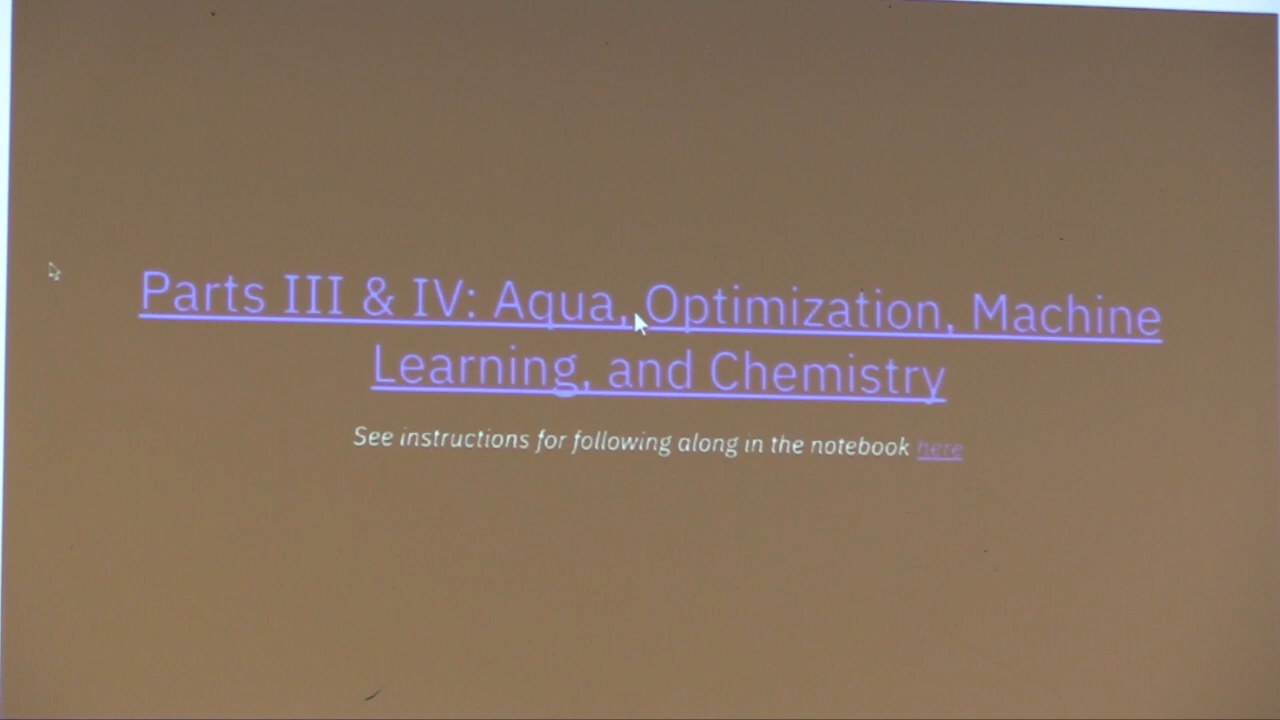 Parts III & IV: Aqua, Optimization, Machine
Learning, and Chemistry
See instructions for following along in the notebook here